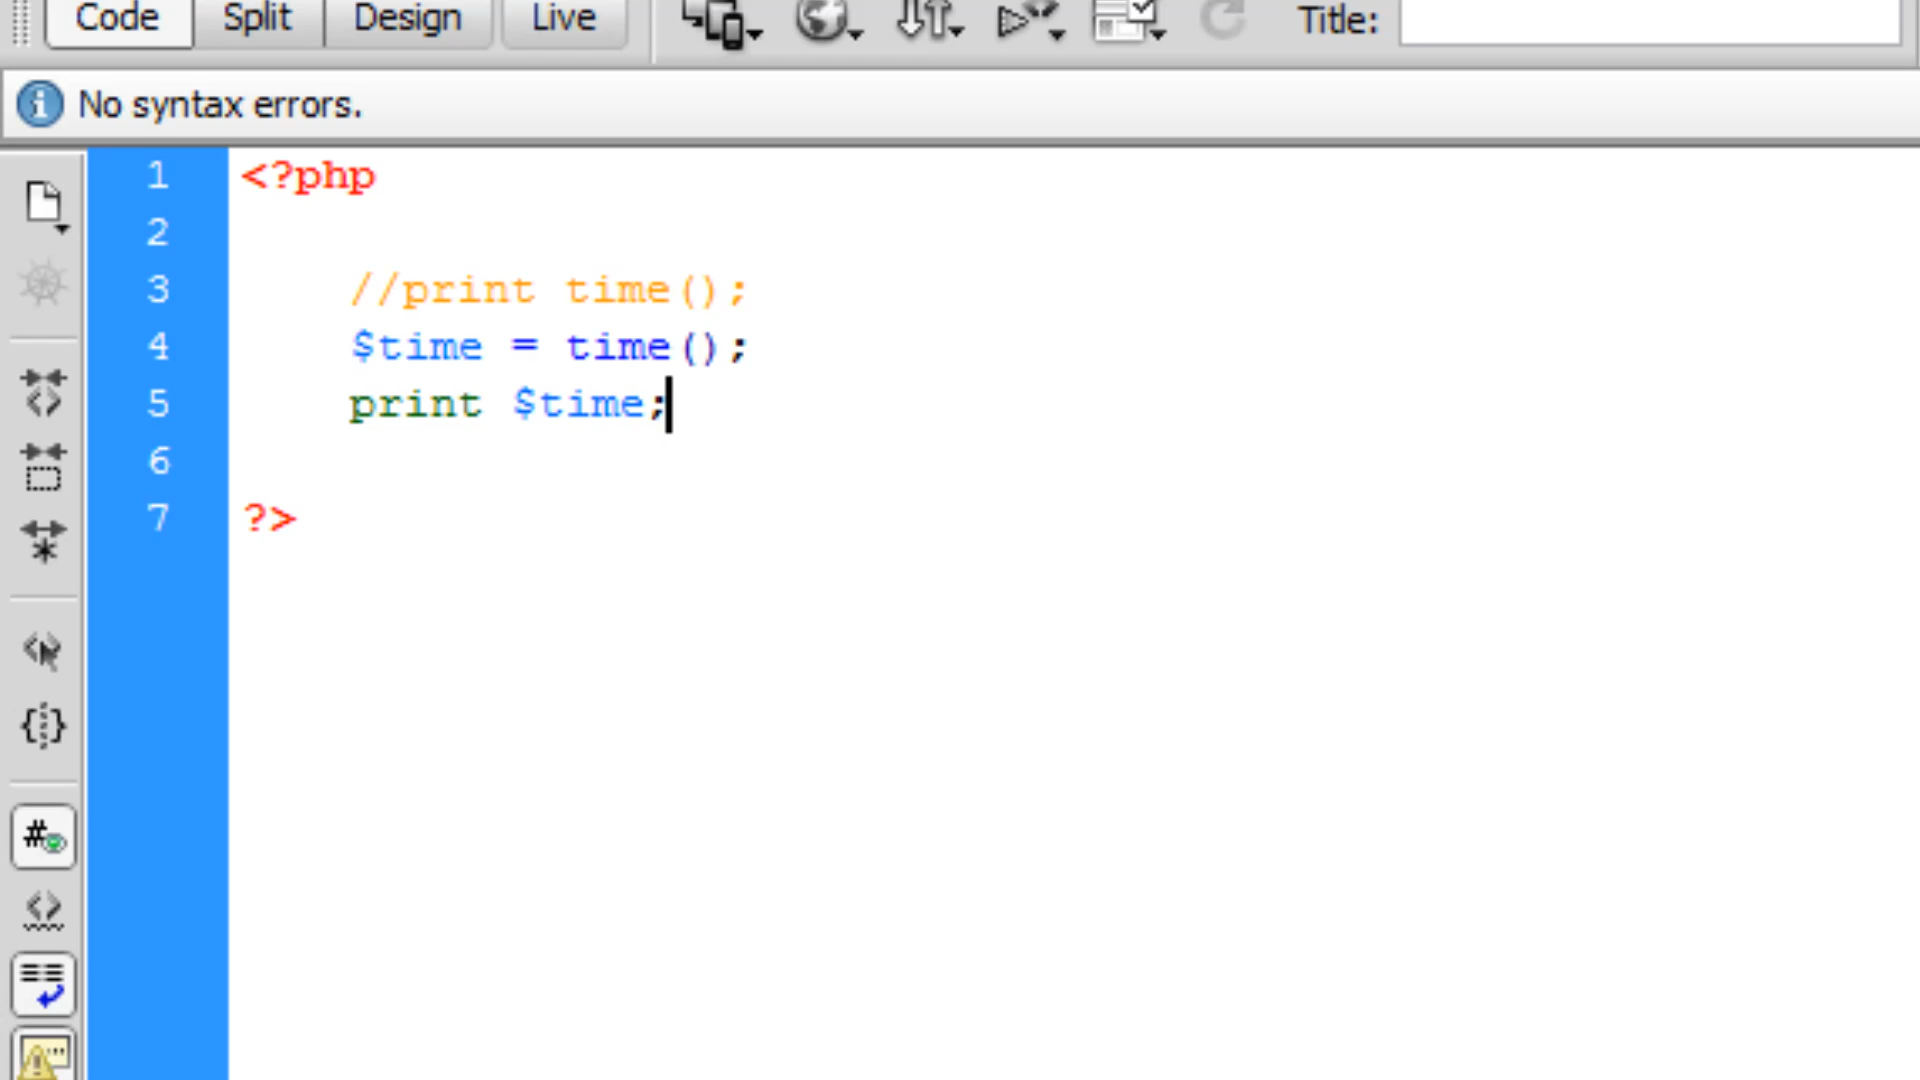 Code Split Design Live Title:
No syntax errors.
1 <?php
2
3 //print time();
4 $time = time();
5 print $time;
6
7 ?>